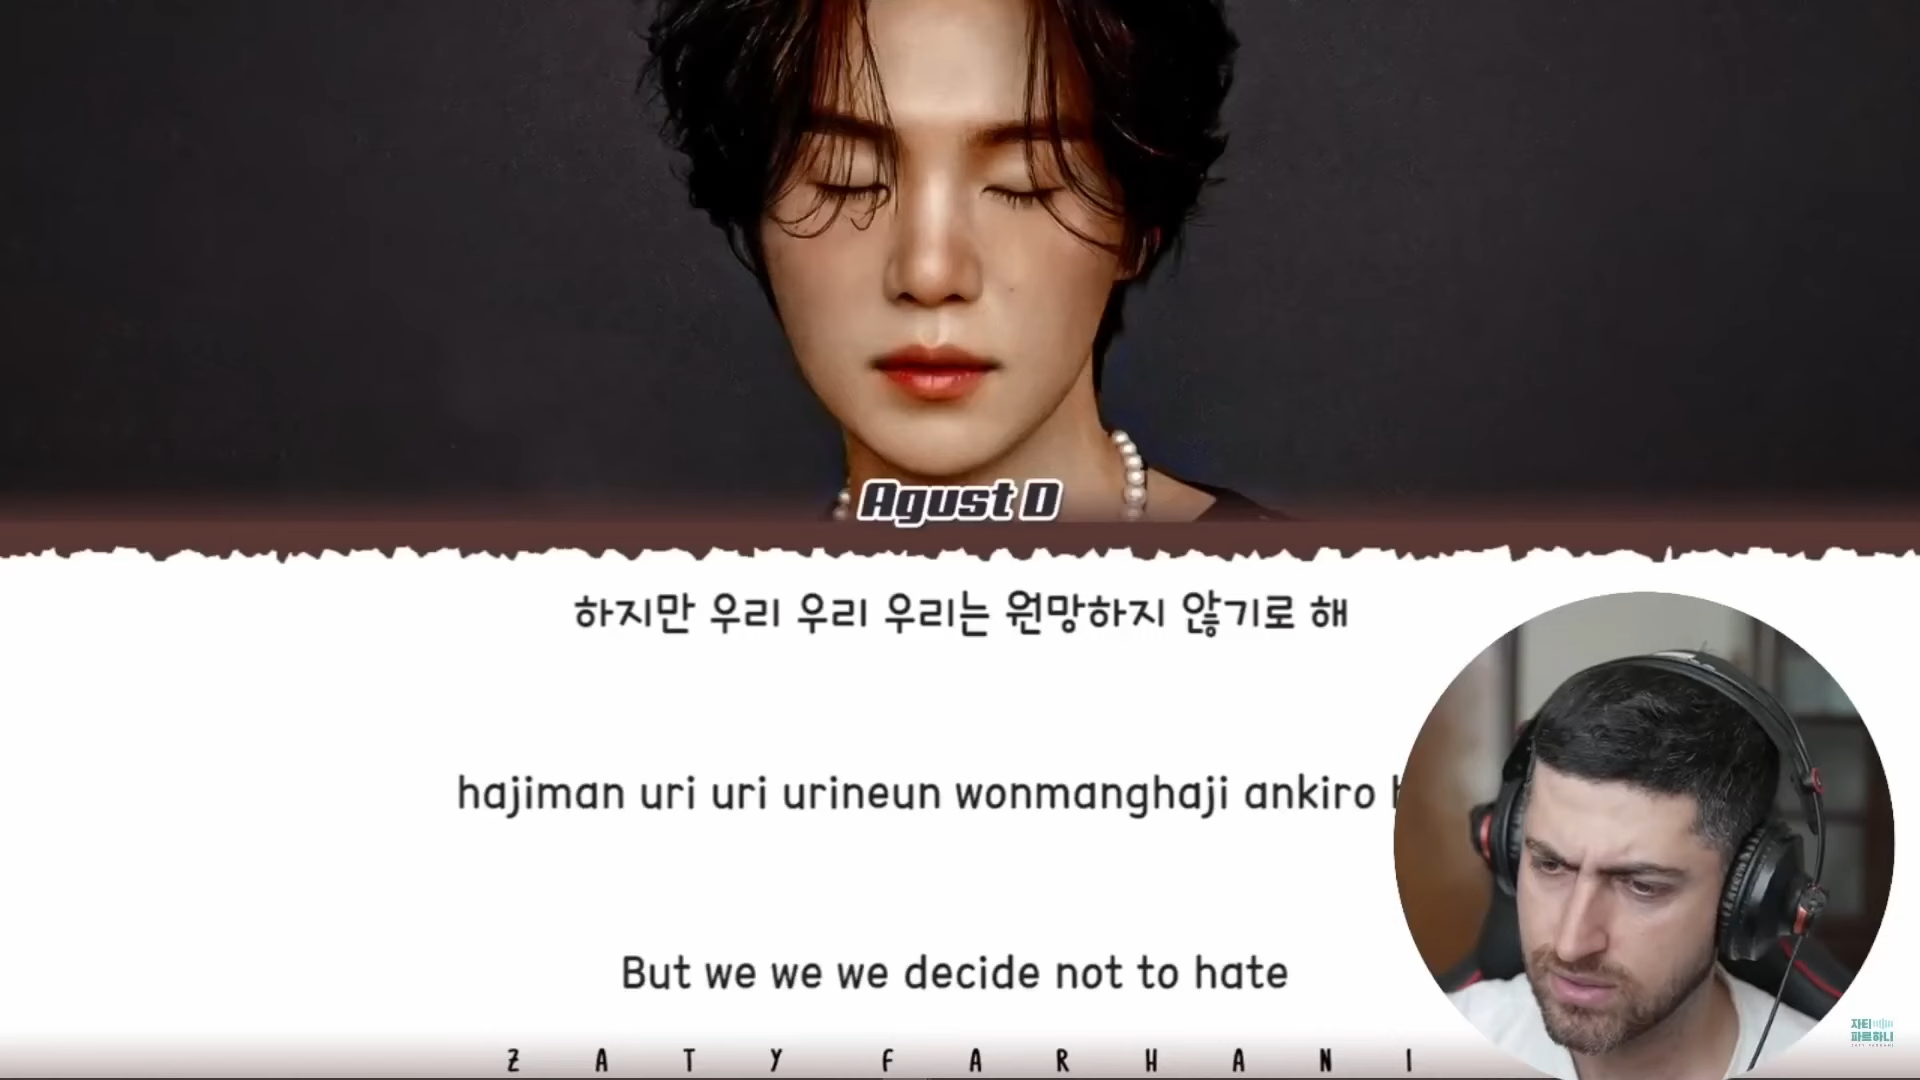 Agust D
하지만 우리 우리 우리는 원망하지 않기로 해
hajiman uri uri urineun wonmanghaji ankiro
But we we we decide not to hate
ZATY FARHANI
자티
파르하니